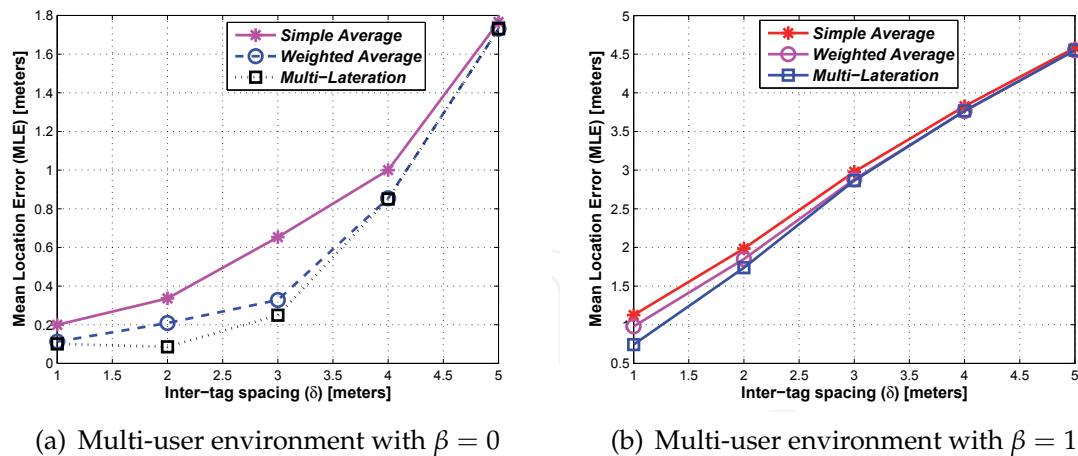 Mean Location Error (MLE) [meters]
1.8
1.6
1.4
1.2
1
0.8
0.6
0.4
0.2
0
Simple Average
Weighted Average
Multi−Lateration
1 1.5 2 2.5 3 3.5 4 4.5 5
Inter-tag spacing (δ) [meters]
(a) Multi-user environment with β = 0
Mean Location Error (MLE) [meters]
5
4.5
4
3.5
3
2.5
2
1.5
1
0.5
Simple Average
Weighted Average
Multi−Lateration
1 1.5 2 2.5 3 3.5 4 4.5 5
Inter-tag spacing (δ) [meters]
(b) Multi-user environment with β = 1